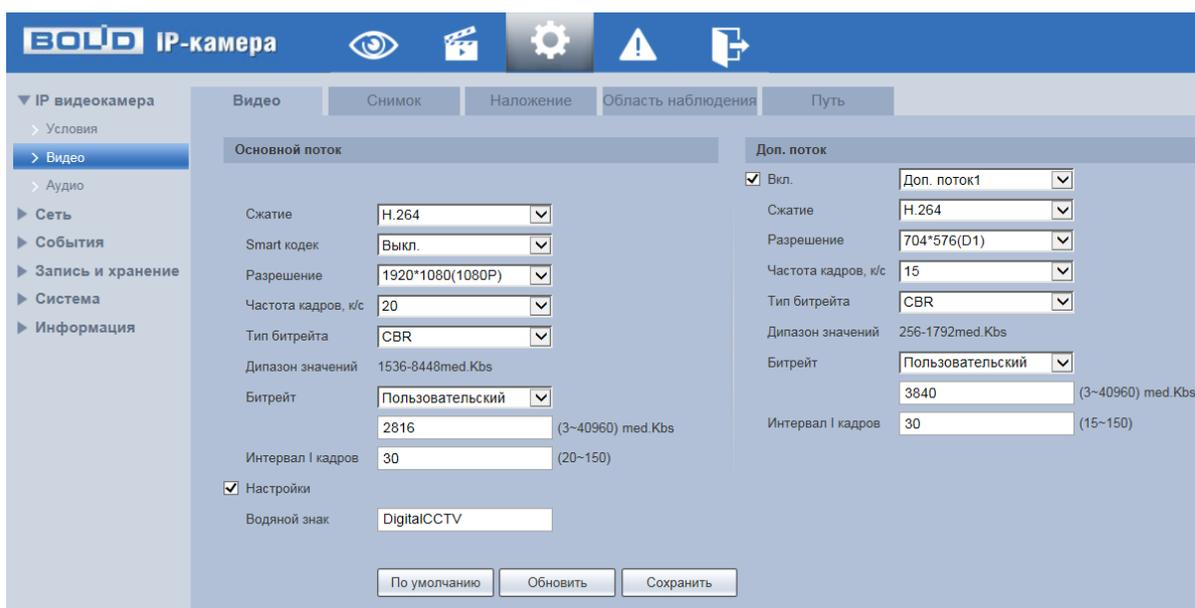 BOLID IP-камера
IP видеокамера
Условия
Видео
Аудио
Сеть
События
Запись и хранение
Система
Информация
Видео Снимок Наложение Область наблюдения Путь
Основной поток
Сжатие H.264
Smart кодек Выкл.
Разрешение 1920*1080(1080P)
Частота кадров, к/с 20
Тип битрейта CBR
Дипазон значений 1536-8448med.Kbs
Битрейт Пользовательский
2816 (3~40960) med.Kbs
Интервал I кадров 30 (20~150)
Настройки
Водяной знак DigitalCCTV
По умолчанию Обновить Сохранить
Доп. поток
Вкл. Доп. поток1
Сжатие H.264
Разрешение 704*576(D1)
Частота кадров, к/с 15
Тип битрейта CBR
Дипазон значений 256-1792med.Kbs
Битрейт Пользовательский
3840 (3~40960) med.Kbs
Интервал I кадров 30 (15~150)